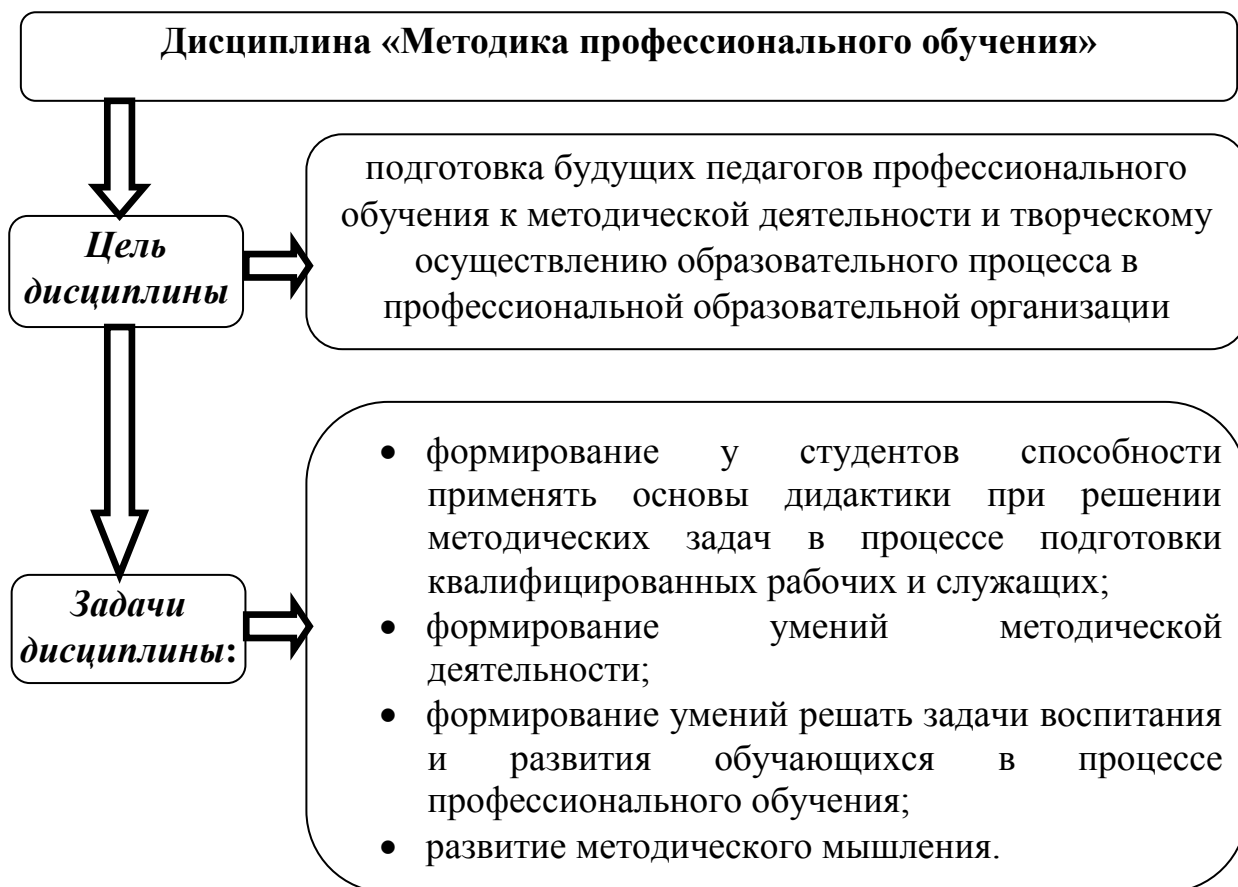 Дисциплина «Методика профессионального обучения»
Цель
дисциплины
подготовка будущих педагогов профессионального
обучения к методической деятельности и творческому
осуществлению образовательного процесса в
профессиональной образовательной организации
Задачи
дисциплины:
• формирование у студентов способности
применять основы дидактики при решении
методических задач в процессе подготовки
квалифицированных рабочих и служащих;
• формирование умений методической
деятельности;
• формирование умений решать задачи воспитания
и развития обучающихся в процессе
профессионального обучения;
• развитие методического мышления.